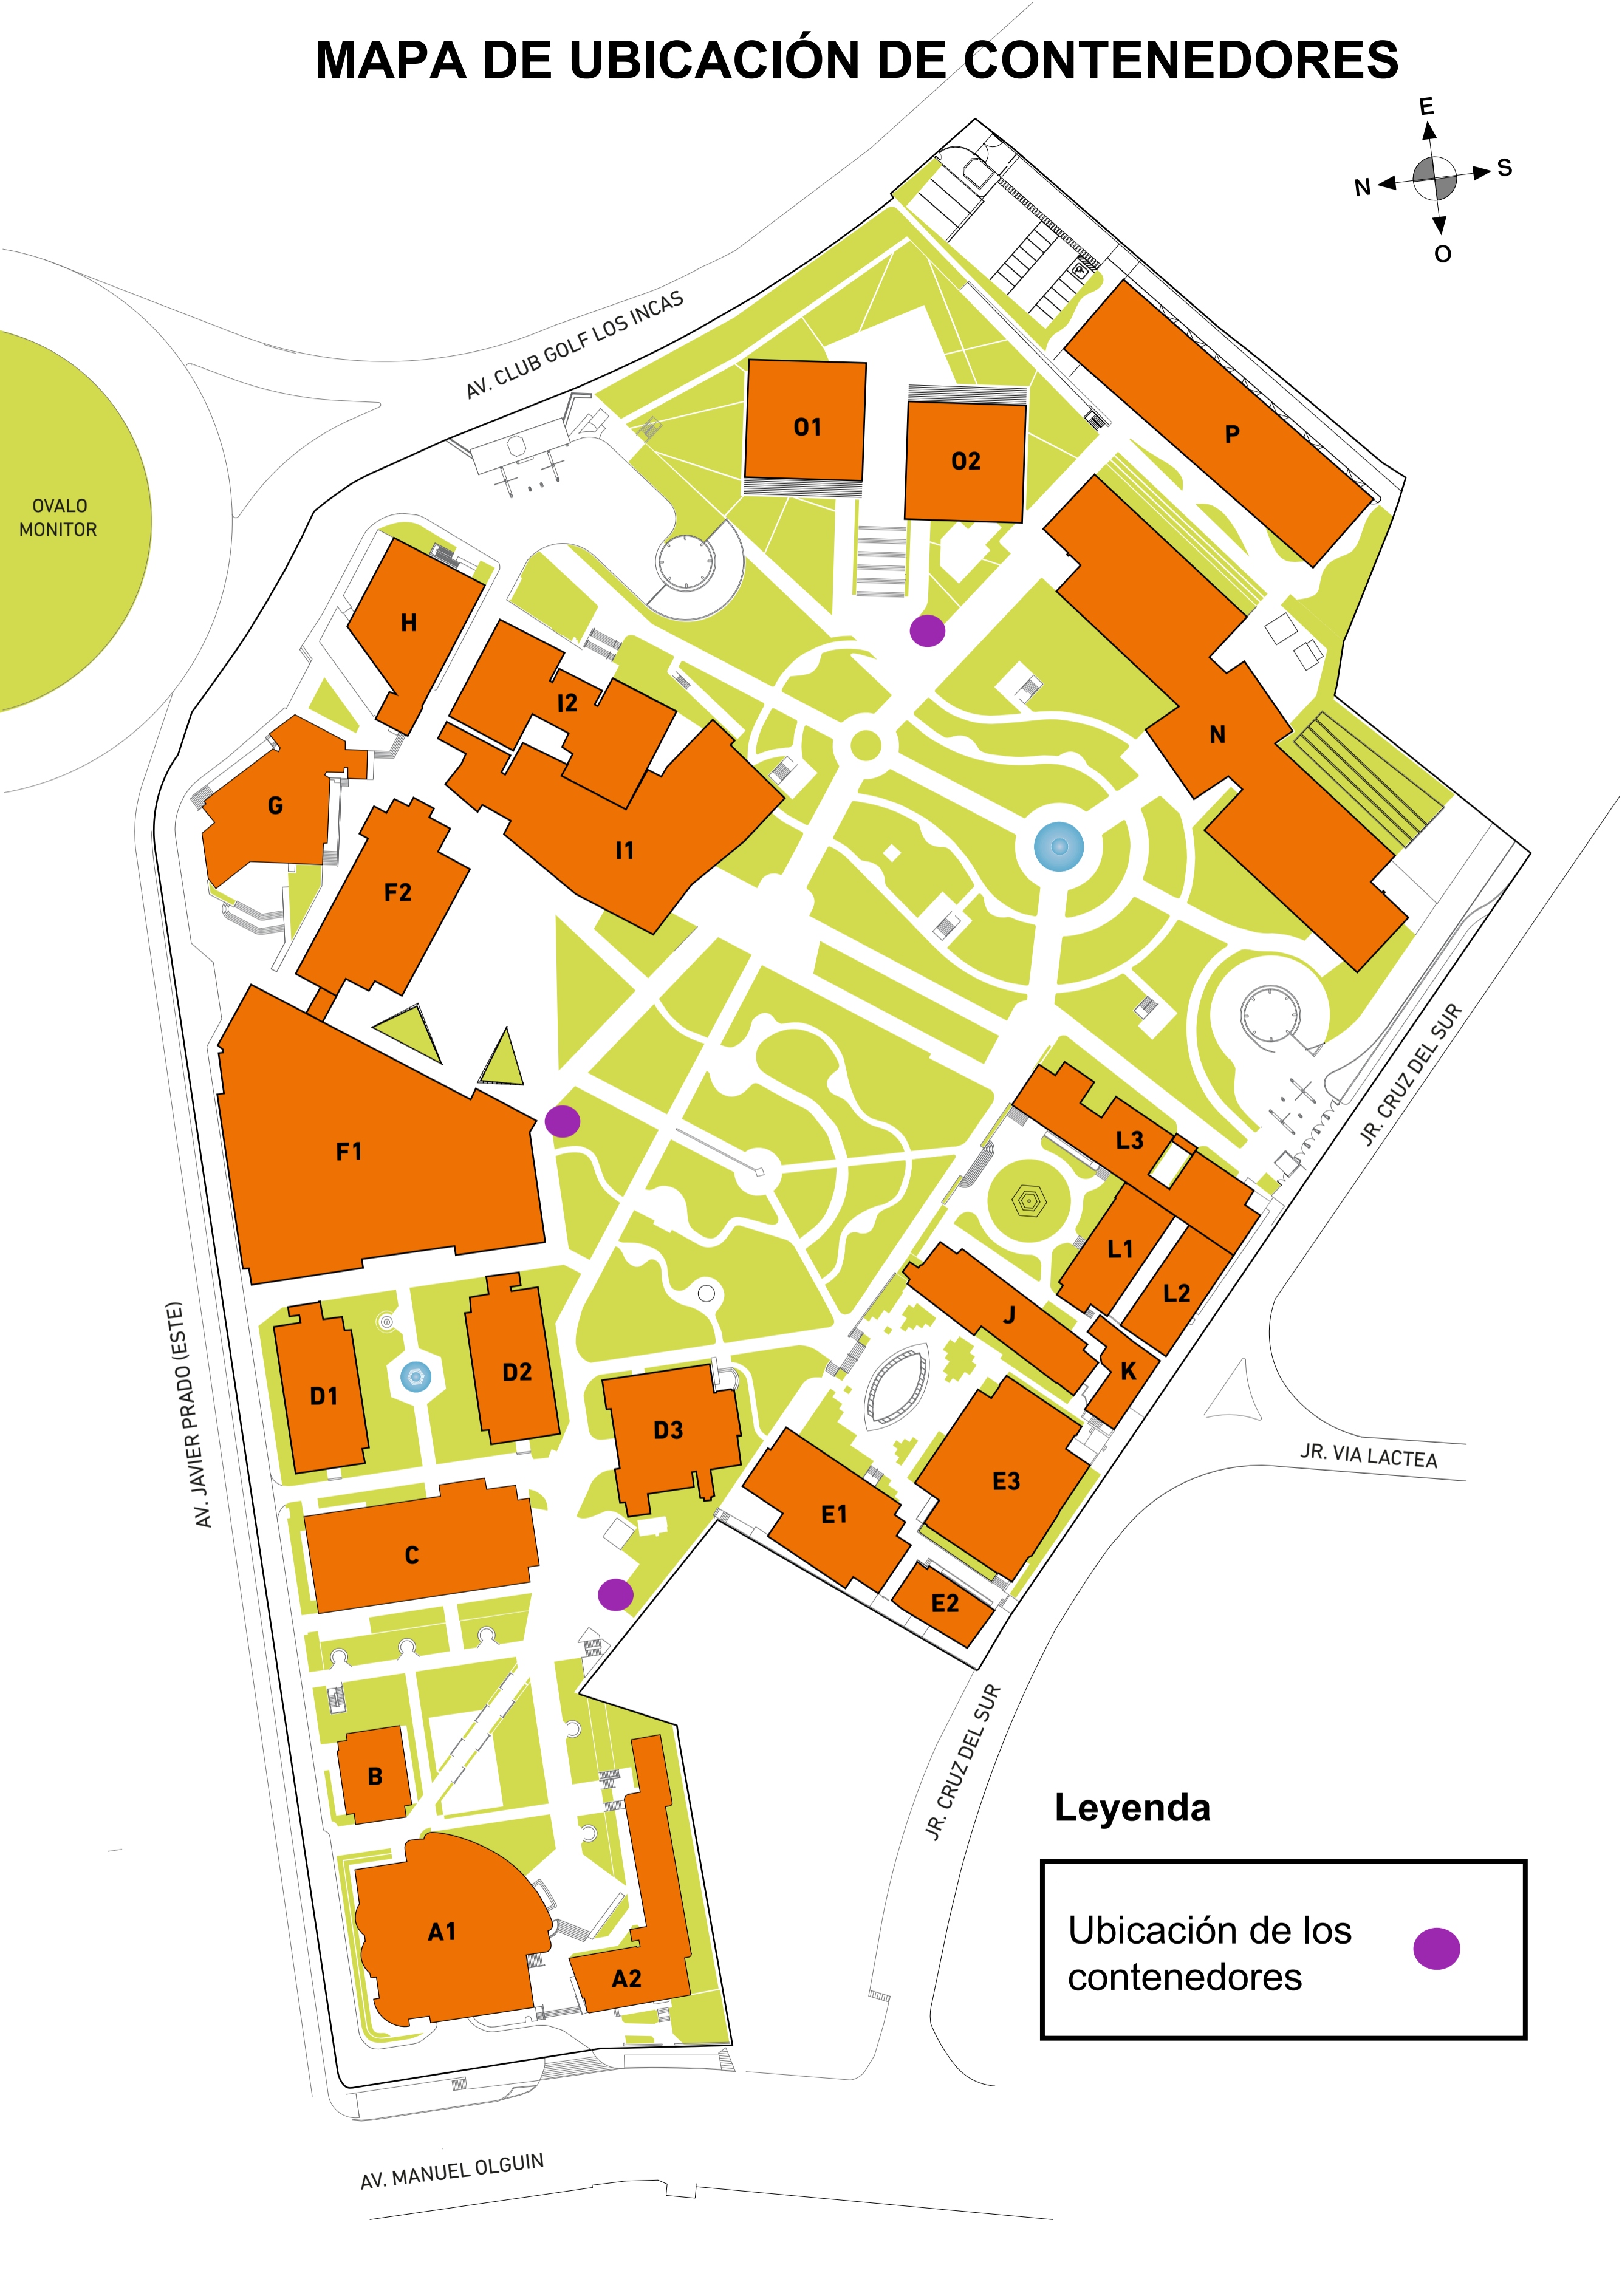 MAPA DE UBICACIÓN DE CONTENEDORES
E
N
S
O
AV. CLUB GOLF LOS INCAS
OVALO
MONITOR
O1
O2
P
H
I2
N
G
I1
F2
JR. CRUZ DEL SUR
F1
L3
L1
L2
J
K
AV. JAVIER PRADO (ESTE)
D1
D2
D3
E3
JR. VIA LACTEA
E1
C
E2
B
JR. CRUZ DEL SUR
Leyenda
A1
A2
Ubicación de los
contenedores
AV. MANUEL OLGUIN